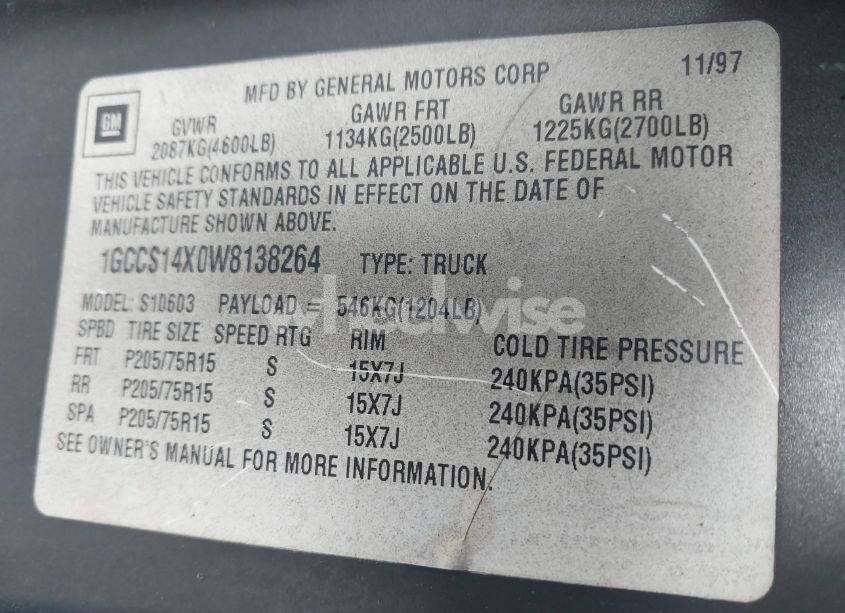 MFD BY GENERAL MOTORS CORP 11/97
GM
GVWR GAWR FRT GAWR RR
2087KG(4600LB) 1134KG(2500LB) 1225KG(2700LB)
THIS VEHICLE CONFORMS TO ALL APPLICABLE U.S. FEDERAL MOTOR
VEHICLE SAFETY STANDARDS IN EFFECT ON THE DATE OF
MANUFACTURE SHOWN ABOVE.
1GCCS14X0W8138264 TYPE: TRUCK
MODEL: S10603 PAYLOAD = 546KG(1204LB)
SPBD TIRE SIZE SPEED RTG RIM COLD TIRE PRESSURE
FRT P205/75R15 S 15X7J 240KPA(35PSI)
RR P205/75R15 S 15X7J 240KPA(35PSI)
SPA P205/75R15 S 15X7J 240KPA(35PSI)
SEE OWNER'S MANUAL FOR MORE INFORMATION.